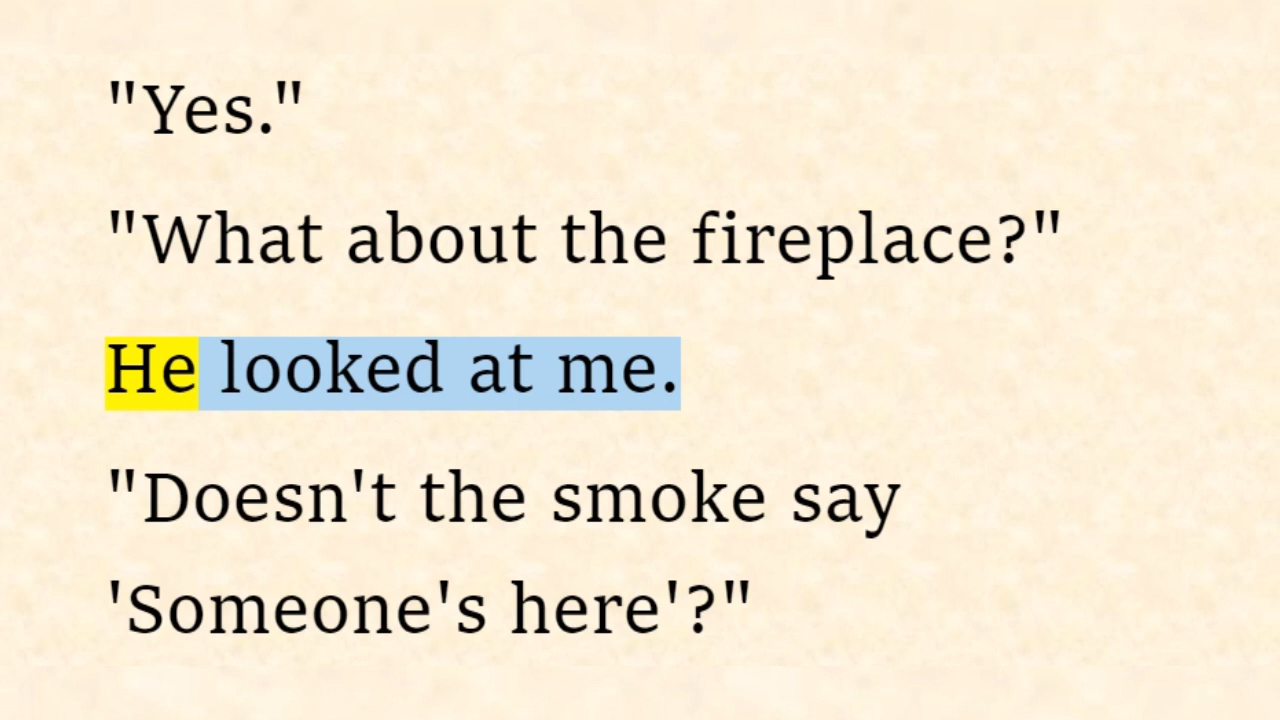 "Yes."
"What about the fireplace?"
He looked at me.
"Doesn't the smoke say
'Someone's here'?"